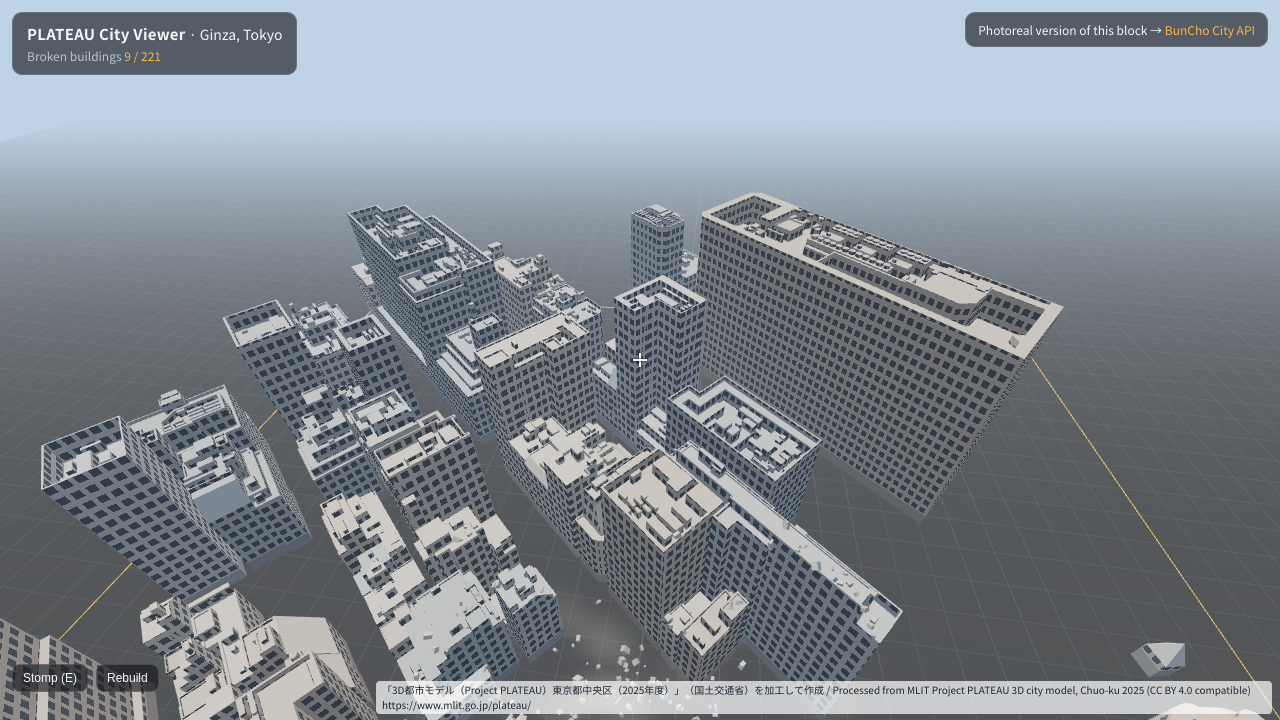 PLATEAU City Viewer · Ginza, Tokyo
Broken buildings 9 / 221
Photoreal version of this block → BunCho City API
Stomp (E)
Rebuild
「3D都市モデル（Project PLATEAU）東京都中央区（2025年度）」（国土交通省）を加工して作成 / Processed from MLIT Project PLATEAU 3D city model, Chuo-ku 2025 (CC BY 4.0 compatible)
https://www.mlit.go.jp/plateau/